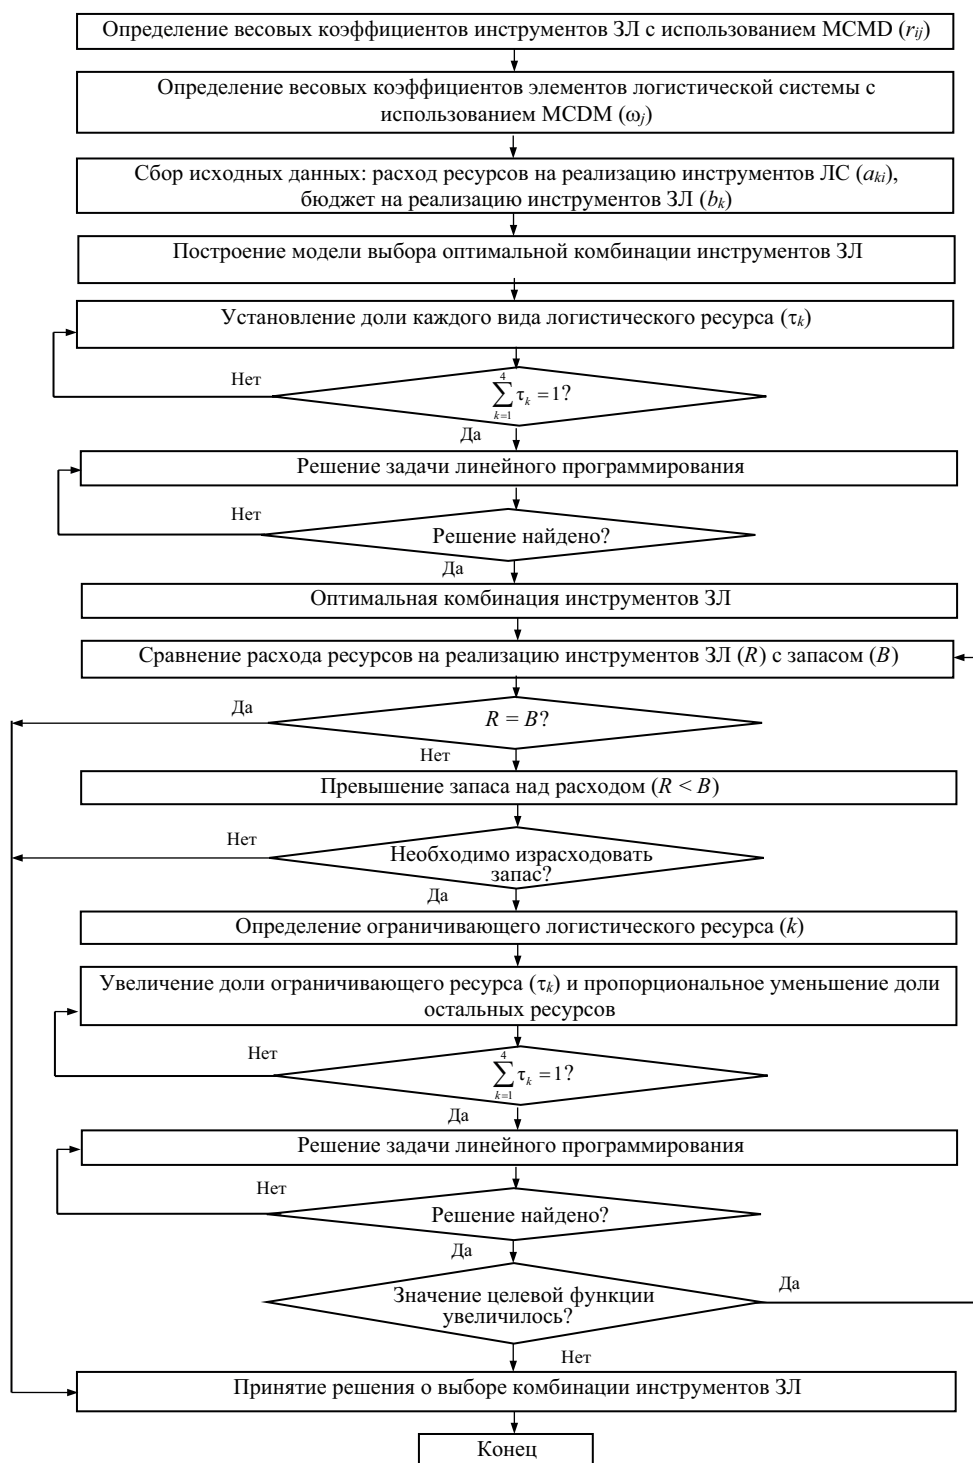 Определение весовых коэффициентов инструментов ЗЛ с использованием MCMD (rij)
Определение весовых коэффициентов элементов логистической системы с
использованием MCDM (ωj)
Сбор исходных данных: расход ресурсов на реализацию инструментов ЛС (aki),
бюджет на реализацию инструментов ЗЛ (bk)
Построение модели выбора оптимальной комбинации инструментов ЗЛ
Установление доли каждого вида логистического ресурса (τk)
Нет
4
∑ τk = 1?
k=1
Да
Решение задачи линейного программирования
Нет
Решение найдено?
Да
Оптимальная комбинация инструментов ЗЛ
Сравнение расхода ресурсов на реализацию инструментов ЗЛ (R) с запасом (B)
Да
R = B?
Нет
Превышение запаса над расходом (R < B)
Нет
Необходимо израсходовать
запас?
Да
Определение ограничивающего логистического ресурса (k)
Увеличение доли ограничивающего ресурса (τk) и пропорциональное уменьшение доли
остальных ресурсов
Нет
4
∑ τk = 1?
k=1
Да
Решение задачи линейного программирования
Нет
Решение найдено?
Да
Значение целевой функции
увеличилось?
Да
Нет
Принятие решения о выборе комбинации инструментов ЗЛ
Конец